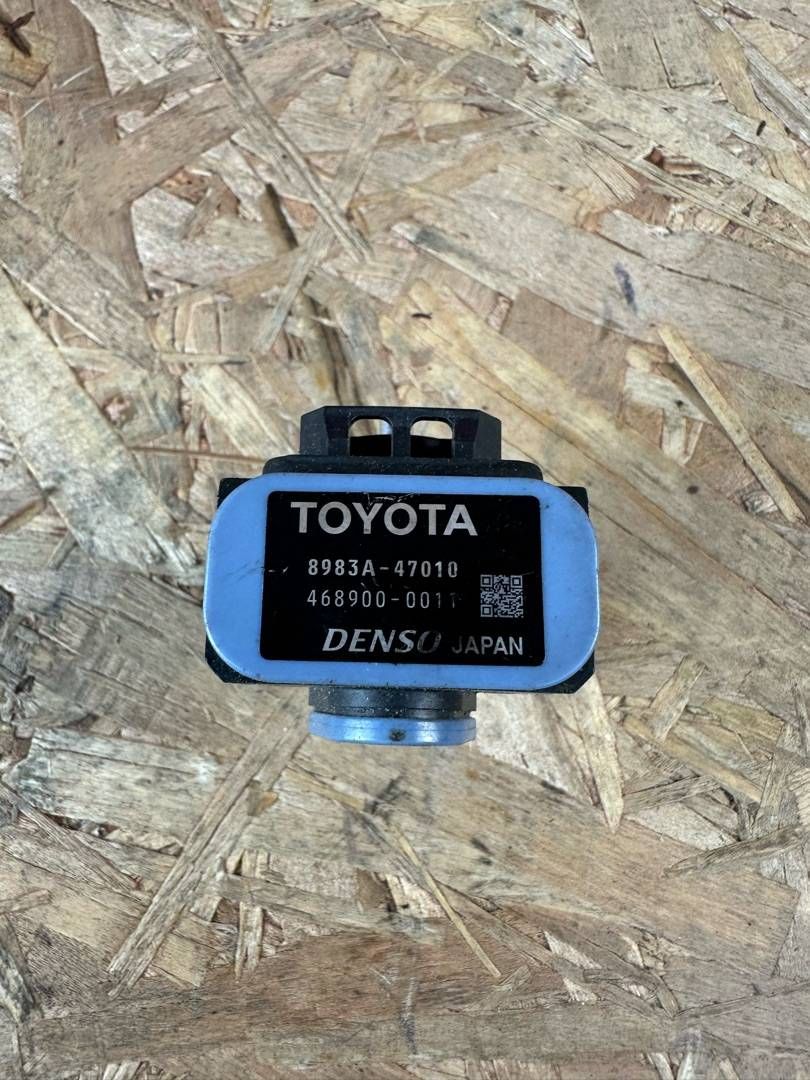 TOYOTA
8983A-47010
468900-0011
DENSO JAPAN